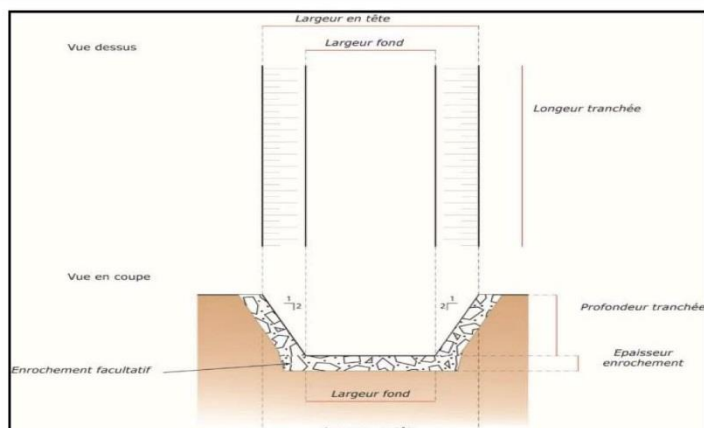 Largeur en tête
Vue dessus
Largeur fond
Longueur tranchée
Vue en coupe
1
2
2
1
Profondeur tranchée
Enrochement facultatif
Epaisseur
enrochement
Largeur fond